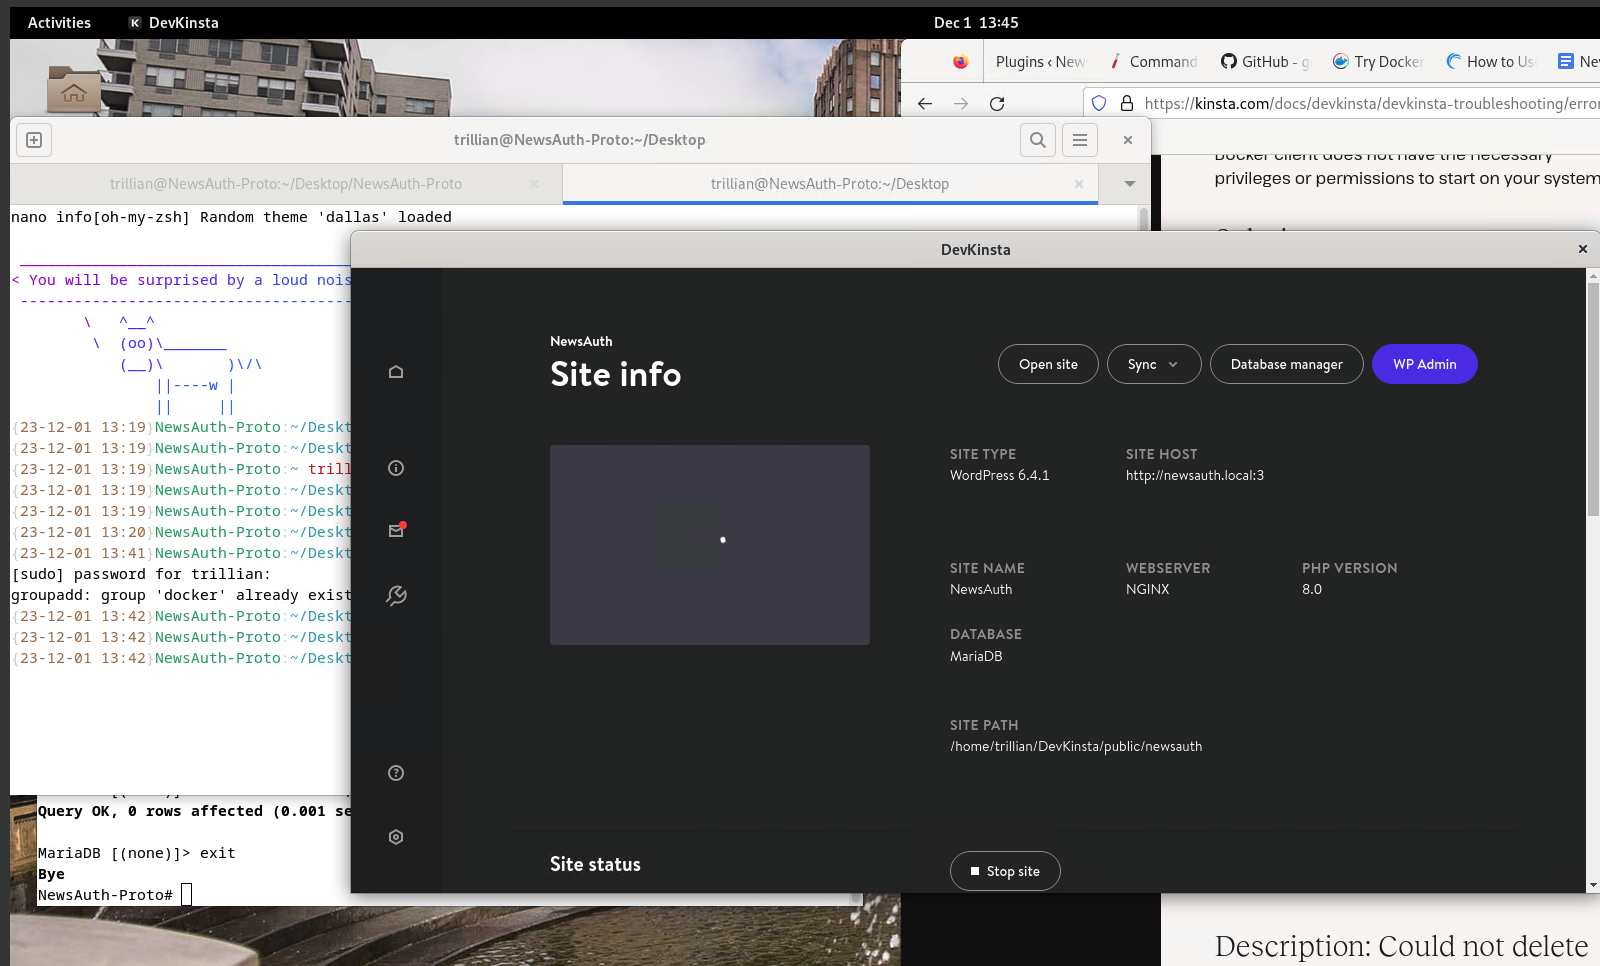 Activities
DevKinsta
Dec 1 13:45
Plugins ‹ New
Command
GitHub - g
Try Docker
How to Us
Nev
https://kinsta.com/docs/devkinsta/devkinsta-troubleshooting/error
Docker client does not have the necessary
privileges or permissions to start on your system
trillian@NewsAuth-Proto:~/Desktop
trillian@NewsAuth-Proto:~/Desktop/NewsAuth-Proto
trillian@NewsAuth-Proto:~/Desktop
nano info[oh-my-zsh] Random theme 'dallas' loaded
< You will be surprised by a loud nois
\   ^__^
\  (oo)\_______
(__)\       )\/\
||----w |
||     ||
{23-12-01 13:19}NewsAuth-Proto:~/Deskt
{23-12-01 13:19}NewsAuth-Proto:~/Deskt
{23-12-01 13:19}NewsAuth-Proto:~ trill
{23-12-01 13:19}NewsAuth-Proto:~/Deskt
{23-12-01 13:19}NewsAuth-Proto:~/Deskt
{23-12-01 13:20}NewsAuth-Proto:~/Deskt
{23-12-01 13:41}NewsAuth-Proto:~/Deskt
[sudo] password for trillian:
groupadd: group 'docker' already exist
{23-12-01 13:42}NewsAuth-Proto:~/Deskt
{23-12-01 13:42}NewsAuth-Proto:~/Deskt
{23-12-01 13:42}NewsAuth-Proto:~/Deskt
Query OK, 0 rows affected (0.001 se
MariaDB [(none)]> exit
Bye
NewsAuth-Proto#
DevKinsta
NewsAuth
Site info
Open site
Sync
Database manager
WP Admin
SITE TYPE
WordPress 6.4.1
SITE HOST
http://newsauth.local:3
SITE NAME
NewsAuth
WEBSERVER
NGINX
PHP VERSION
8.0
DATABASE
MariaDB
SITE PATH
/home/trillian/DevKinsta/public/newsauth
Site status
Stop site
Description: Could not delete